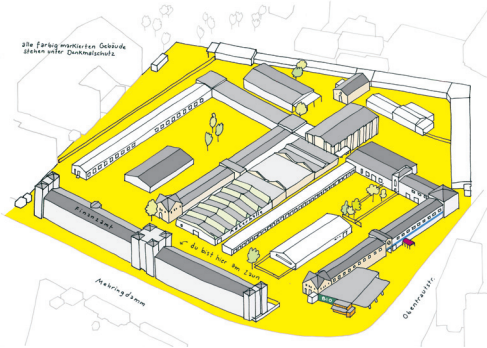 alle farbig markierten Gebäude
stehen unter Denkmalschutz
Finanzamt
du bist hier am Zaun
BIO
Mehringdamm
Obentrautstr.